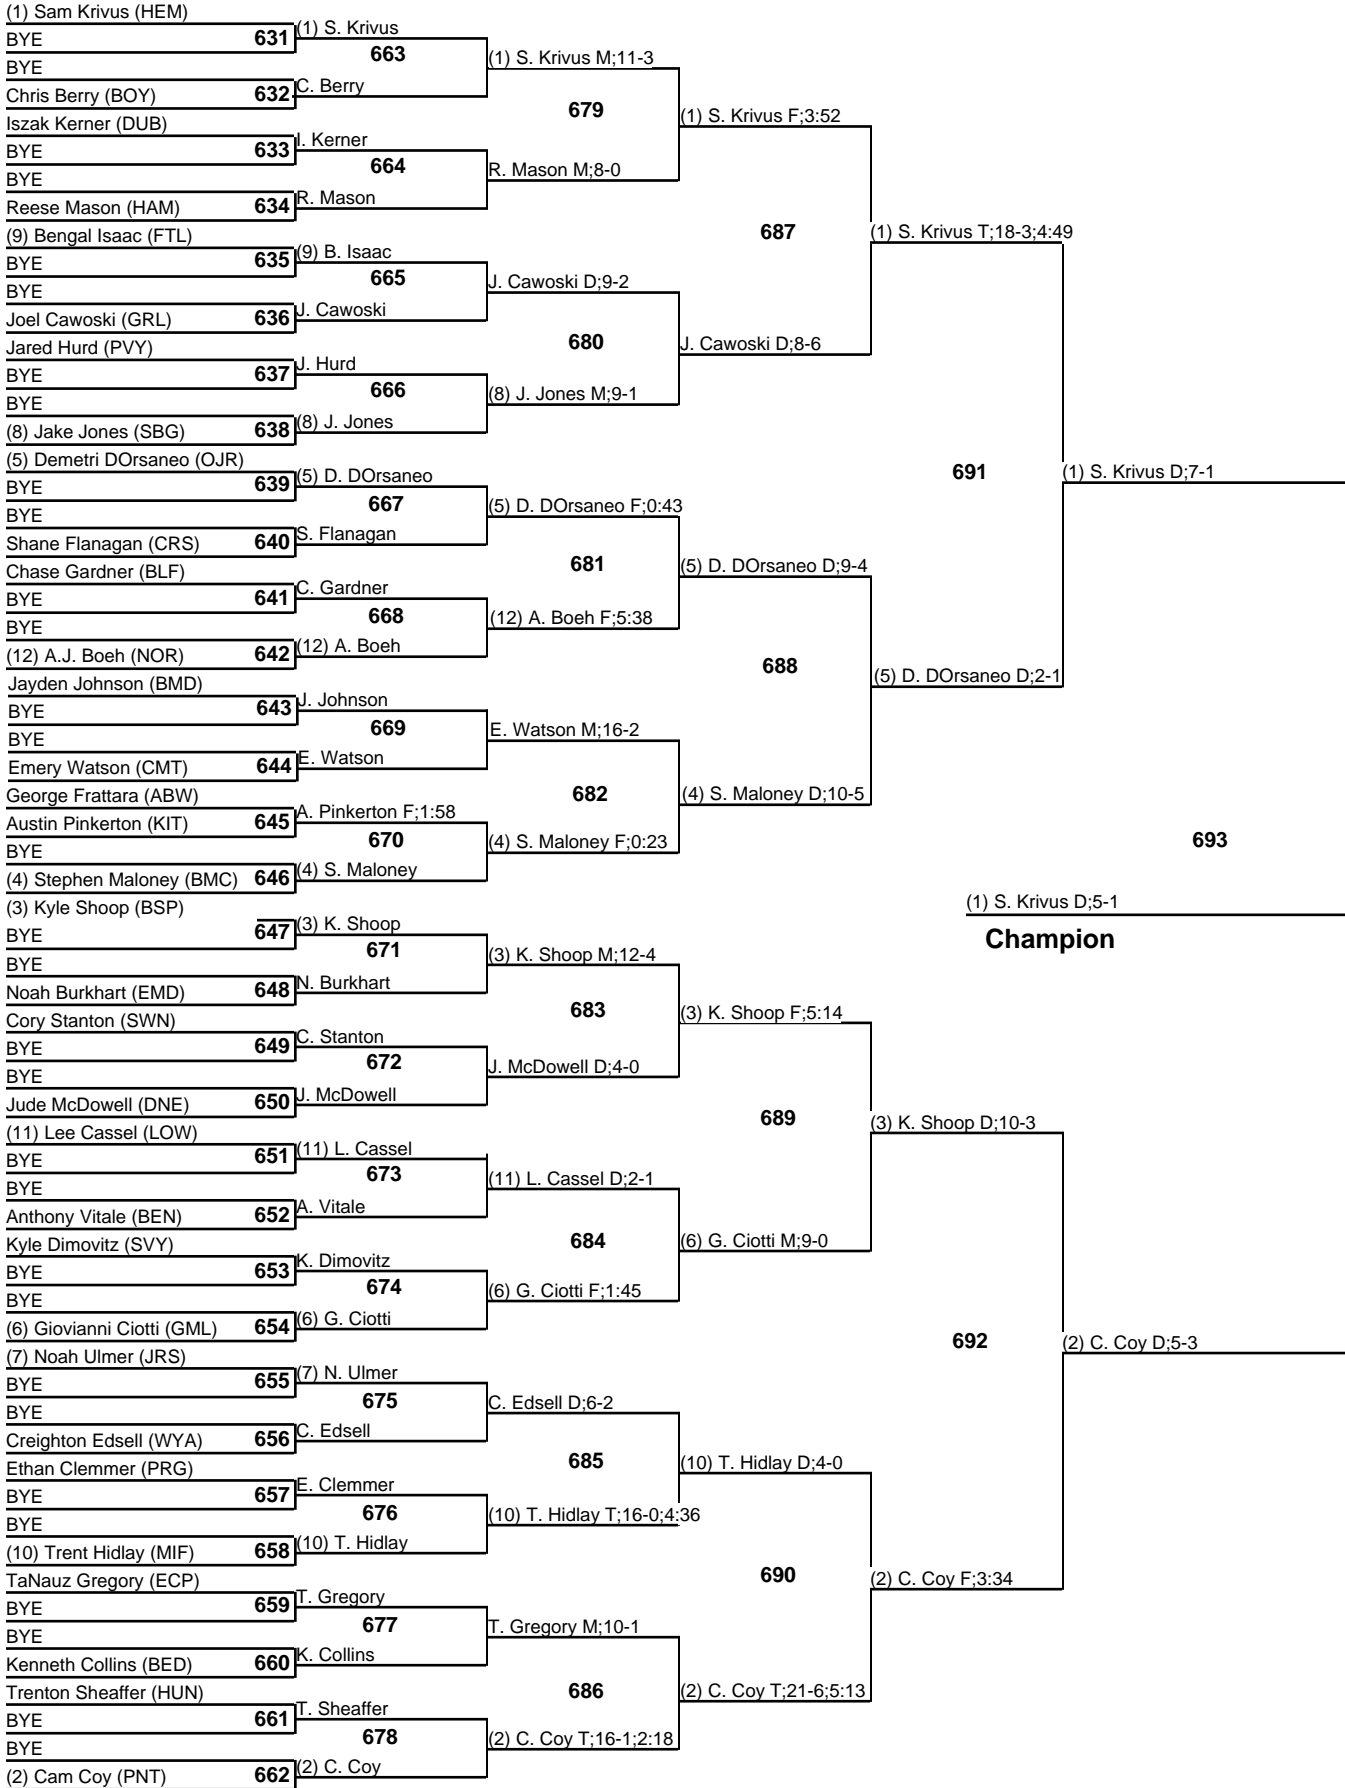 (1) Sam Krivus (HEM)
BYE
631
BYE
Chris Berry (BOY)
632
Iszak Kerner (DUB)
BYE
633
BYE
Reese Mason (HAM)
634
(9) Bengal Isaac (FTL)
BYE
635
BYE
Joel Cawoski (GRL)
636
Jared Hurd (PVY)
BYE
637
BYE
(8) Jake Jones (SBG)
638
(5) Demetri DOrsaneo (OJR)
BYE
639
BYE
Shane Flanagan (CRS)
640
Chase Gardner (BLF)
BYE
641
BYE
(12) A.J. Boeh (NOR)
642
Jayden Johnson (BMD)
BYE
643
BYE
Emery Watson (CMT)
644
George Frattara (ABW)
Austin Pinkerton (KIT)
645
BYE
(4) Stephen Maloney (BMC)
646
(3) Kyle Shoop (BSP)
BYE
647
BYE
Noah Burkhart (EMD)
648
Cory Stanton (SWN)
BYE
649
BYE
Jude McDowell (DNE)
650
(11) Lee Cassel (LOW)
BYE
651
BYE
Anthony Vitale (BEN)
652
Kyle Dimovitz (SVY)
BYE
653
BYE
(6) Giovianni Ciotti (GML)
654
(7) Noah Ulmer (JRS)
BYE
655
BYE
Creighton Edsell (WYA)
656
Ethan Clemmer (PRG)
BYE
657
BYE
(10) Trent Hidlay (MIF)
658
TaNauz Gregory (ECP)
BYE
659
BYE
Kenneth Collins (BED)
660
Trenton Sheaffer (HUN)
BYE
661
BYE
(2) Cam Coy (PNT)
662
(1) S. Krivus
663
C. Berry
I. Kerner
664
R. Mason
(9) B. Isaac
665
J. Cawoski
J. Hurd
666
(8) J. Jones
(5) D. DOrsaneo
667
S. Flanagan
C. Gardner
668
(12) A. Boeh
J. Johnson
669
E. Watson
A. Pinkerton F;1:58
670
(4) S. Maloney
(3) K. Shoop
671
N. Burkhart
C. Stanton
672
J. McDowell
(11) L. Cassel
673
A. Vitale
K. Dimovitz
674
(6) G. Ciotti
(7) N. Ulmer
675
C. Edsell
E. Clemmer
676
(10) T. Hidlay
T. Gregory
677
K. Collins
T. Sheaffer
678
(2) C. Coy
(1) S. Krivus M;11-3
679
R. Mason M;8-0
J. Cawoski D;9-2
680
(8) J. Jones M;9-1
(5) D. DOrsaneo F;0:43
681
(12) A. Boeh F;5:38
E. Watson M;16-2
682
(4) S. Maloney F;0:23
(3) K. Shoop M;12-4
683
J. McDowell D;4-0
(11) L. Cassel D;2-1
684
(6) G. Ciotti F;1:45
C. Edsell D;6-2
685
(10) T. Hidlay T;16-0;4:36
T. Gregory M;10-1
686
(2) C. Coy T;16-1;2:18
(1) S. Krivus F;3:52
687
J. Cawoski D;8-6
(5) D. DOrsaneo D;9-4
688
(4) S. Maloney D;10-5
(3) K. Shoop F;5:14
689
(6) G. Ciotti M;9-0
(10) T. Hidlay D;4-0
690
(2) C. Coy T;21-6;5:13
(1) S. Krivus T;18-3;4:49
691
(5) D. DOrsaneo D;2-1
(3) K. Shoop D;10-3
692
(2) C. Coy F;3:34
(1) S. Krivus D;7-1
693
(2) C. Coy D;5-3
(1) S. Krivus D;5-1
Champion